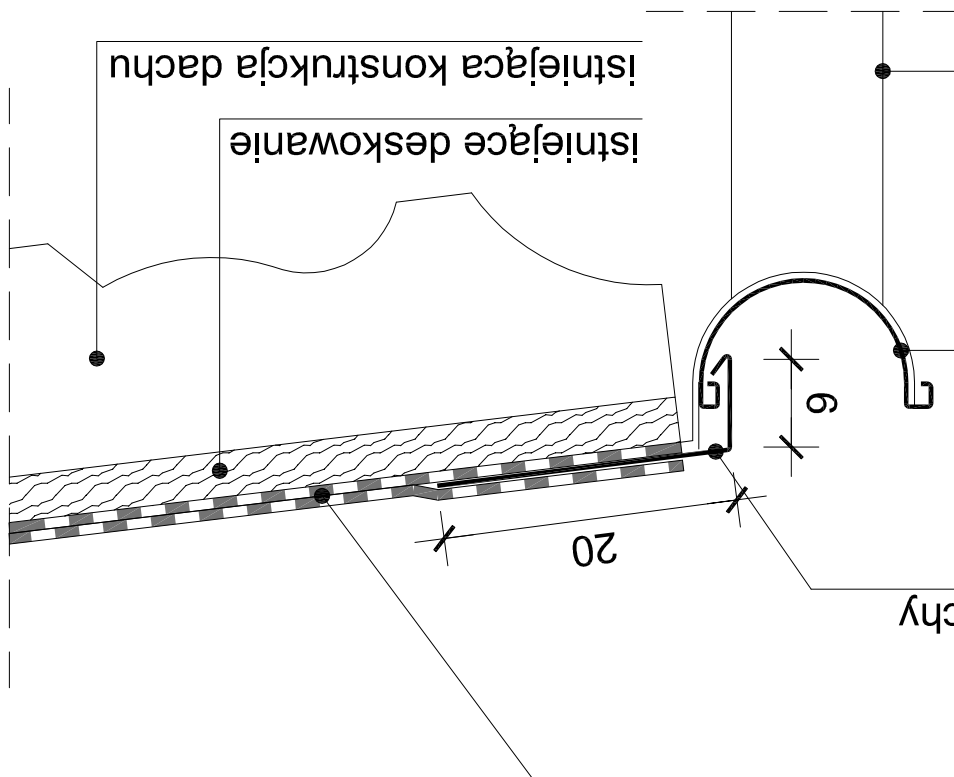 chy
20
6
istniejące deskowanie
istniejąca konstrukcja dachu